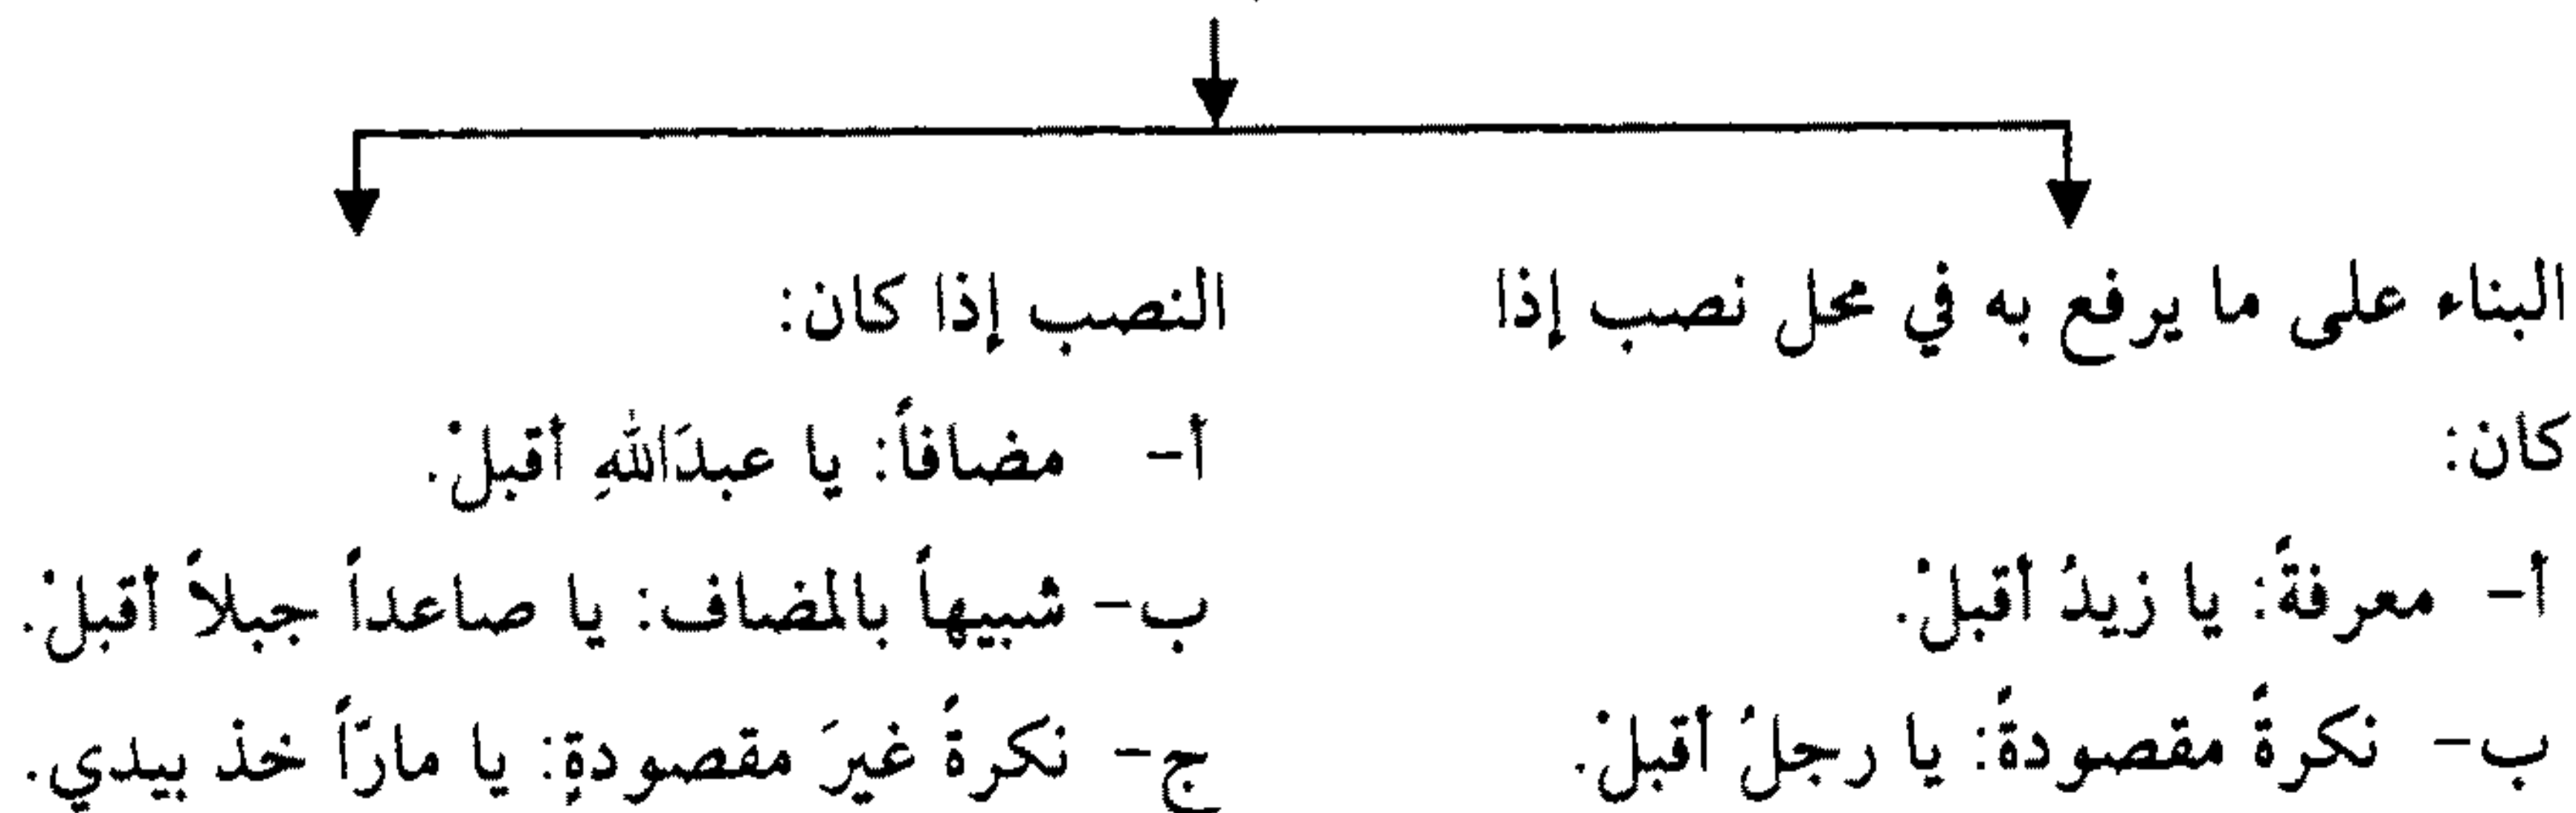 البناء على ما يرفع به في محل نصب إذا
كان:
أ- معرفةً: يا زيدُ أقبلْ.
ب- نكرةً مقصودةً: يا رجلُ أقبلْ.
النصب إذا كان:
أ- مضافاً: يا عبدَاللهِ أقبلْ.
ب- شبيهاً بالمضاف: يا صاعداً جبلاً أقبلْ.
ج- نكرةً غيرَ مقصودةٍ: يا مارّاً خذ بيدي.